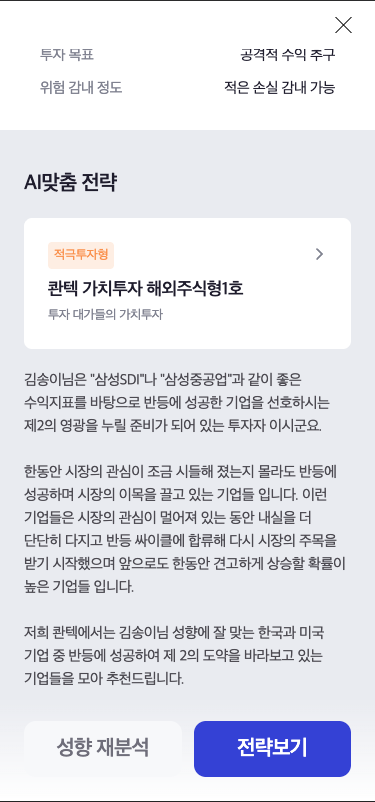 투자 목표
공격적 수익 추구
위험 감내 정도
적은 손실 감내 가능
AI맞춤 전략
적극투자형
콴텍 가치투자 해외주식형1호
투자 대가들의 가치투자
김송이님은 "삼성SDI"나 "삼성중공업"과 같이 좋은
수익지표를 바탕으로 반등에 성공한 기업을 선호하시는
제2의 영광을 누릴 준비가 되어 있는 투자자 이시군요.
한동안 시장의 관심이 조금 시들해 졌는지 몰라도 반등에
성공하며 시장의 이목을 끌고 있는 기업들 입니다. 이런
기업들은 시장의 관심이 멀어져 있는 동안 내실을 더
단단히 다지고 반등 싸이클에 합류해 다시 시장의 주목을
받기 시작했으며 앞으로도 한동안 견고하게 상승할 확률이
높은 기업들 입니다.
저희 콴텍에서는 김송이님 성향에 잘 맞는 한국과 미국
기업 중 반등에 성공하여 제 2의 도약을 바라보고 있는
기업들을 모아 추천드립니다.
성향 재분석
전략보기